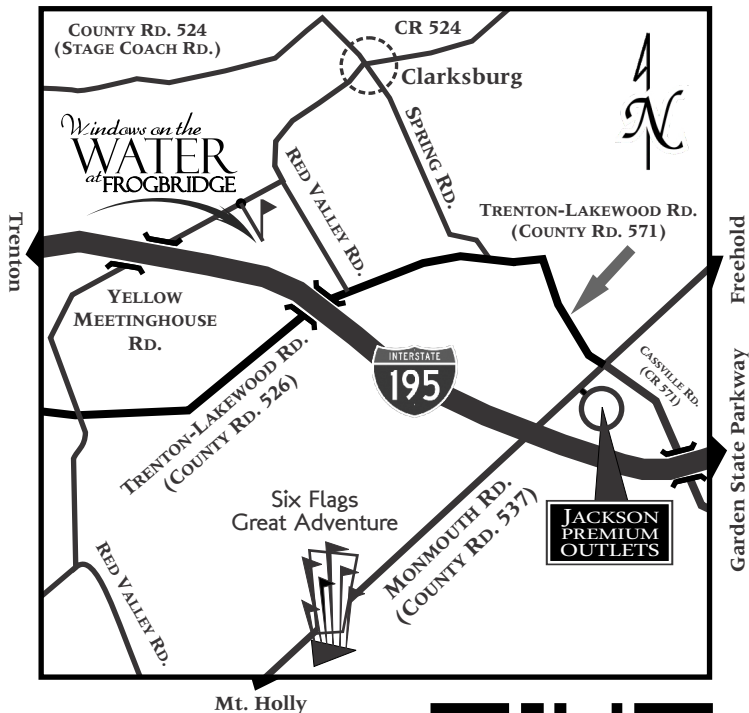 County Rd. 524
(Stage Coach Rd.)
CR 524
Clarksburg
Windows on the
WATER
at FROGBRIDGE
Red Valley Rd.
Spring Rd.
N
Trenton-Lakewood Rd.
(County Rd. 571)
Trenton
Freehold
Yellow
Meetinghouse
Rd.
INTERSTATE
195
Trenton-Lakewood Rd.
(County Rd. 526)
Cassville Rd.
(CR 571)
Garden State Parkway
Six Flags
Great Adventure
Monmouth Rd.
(County Rd. 537)
Jackson
Premium
Outlets
Red Valley Rd.
Mt. Holly